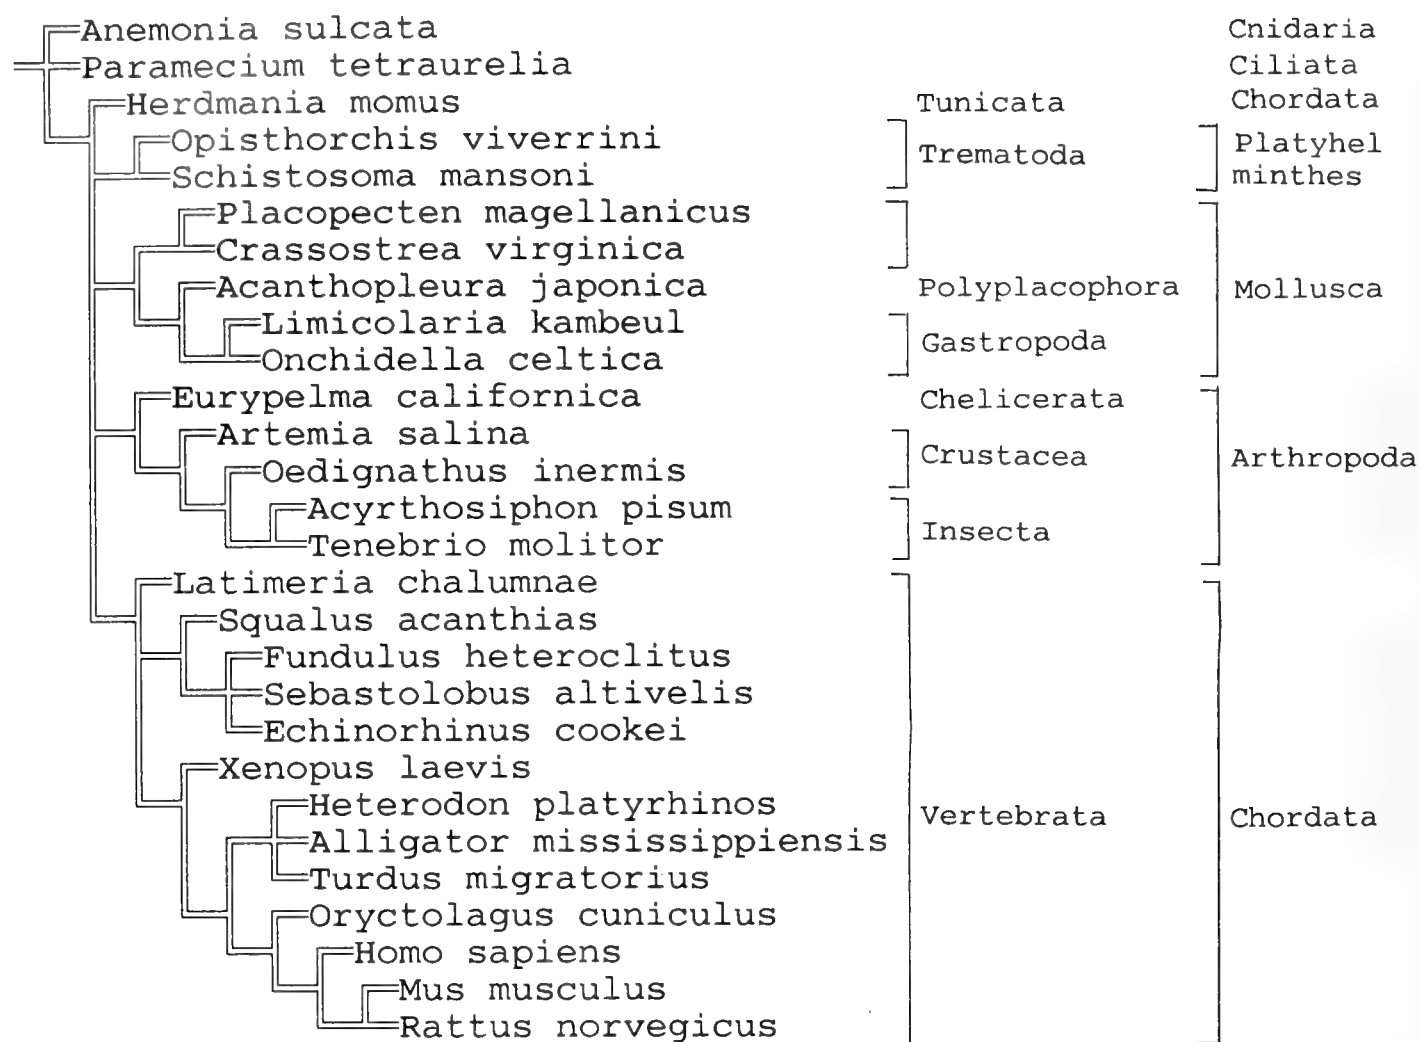 Anemonia sulcata Cnidaria
Paramecium tetraurelia Ciliata
Herdmania momus Tunicata Chordata
Opisthorchis viverrini
Trematoda Platyhel
Schistosoma mansoni minthes
Placopecten magellanicus
Crassostrea virginica
Acanthopleura japonica Polyplacophora Mollusca
Limicolaria kambeul
Gastropoda
Onchidella celtica
Eurypelma californica Chelicerata
Artemia salina
Crustacea Arthropoda
Oedignathus inermis
Acyrthosiphon pisum
Insecta
Tenebrio molitor
Latimeria chalumnae
Squalus acanthias
Fundulus heteroclitus
Sebastolobus altivelis
Echinorhinus cookei
Xenopus laevis
Heterodon platyrhinos
Vertebrata Chordata
Alligator mississippiensis
Turdus migratorius
Oryctolagus cuniculus
Homo sapiens
Mus musculus
Rattus norvegicus